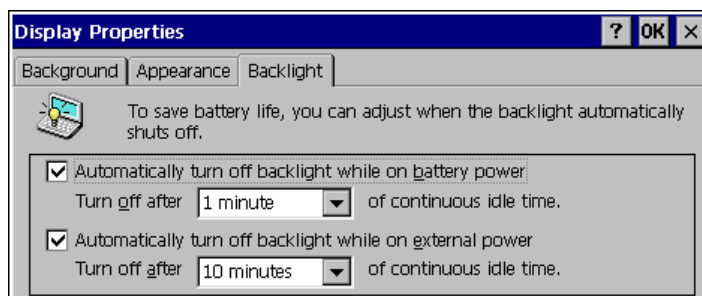 Display Properties ? OK ×
Background Appearance Backlight
To save battery life, you can adjust when the backlight automatically
shuts off.
Automatically turn off backlight while on battery power
Turn off after 1 minute of continuous idle time.
Automatically turn off backlight while on external power
Turn off after 10 minutes of continuous idle time.